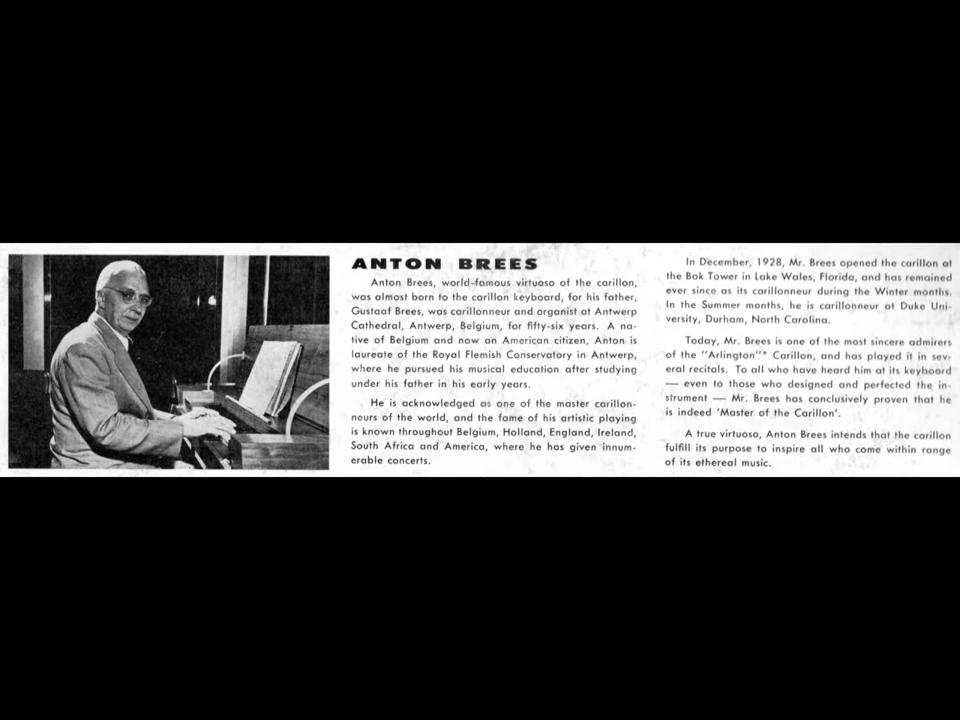 ANTON BREES
Anton Brees, world-famous virtuoso of the carillon,
was almost born to the carillon keyboard, for his father,
Gustaaf Brees, was carillonneur and organist at Antwerp
Cathedral, Antwerp, Belgium, for fifty-six years. A na-
tive of Belgium and now an American citizen, Anton is
laureate of the Royal Flemish Conservatory in Antwerp,
where he pursued his musical education after studying
under his father in his early years.
He is acknowledged as one of the master carillon-
neurs of the world, and the fame of his artistic playing
is known throughout Belgium, Holland, England, Ireland,
South Africa and America, where he has given innum-
erable concerts.
In December, 1928, Mr. Brees opened the carillon at
the Bok Tower in Lake Wales, Florida, and has remained
ever since as its carillonneur during the Winter months.
In the Summer months, he is carillonneur at Duke Uni-
versity, Durham, North Carolina.
Today, Mr. Brees is one of the most sincere admirers
of the "Arlington"* Carillon, and has played it in sev-
eral recitals. To all who have heard him at its keyboard
— even to those who designed and perfected the in-
strument — Mr. Brees has conclusively proven that he
is indeed 'Master of the Carillon'.
A true virtuoso, Anton Brees intends that the carillon
fulfill its purpose to inspire all who come within range
of its ethereal music.